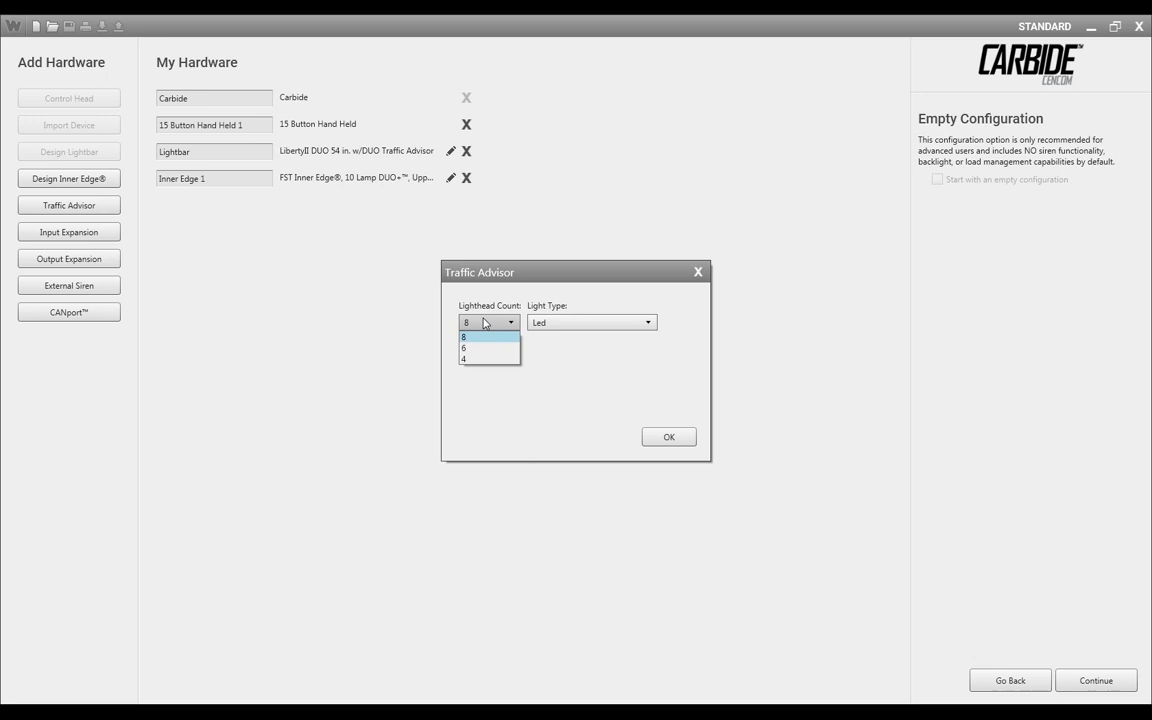 W
STANDARD
X
Add Hardware
Control Head
Import Device
Design Lightbar
Design Inner Edge®
Traffic Advisor
Input Expansion
Output Expansion
External Siren
CANport™
My Hardware
Carbide Carbide X
15 Button Hand Held 1 15 Button Hand Held X
Lightbar LibertyII DUO 54 in. w/DUO Traffic Advisor X
Inner Edge 1 FST Inner Edge®, 10 Lamp DUO+™, Upp... X
Traffic Advisor X
Lighthead Count: Light Type:
8 Led
8
6
4
OK
CARBIDE™
CENCOM
Empty Configuration
This configuration option is only recommended for
advanced users and includes NO siren functionality,
backlight, or load management capabilities by default.
Start with an empty configuration
Go Back Continue